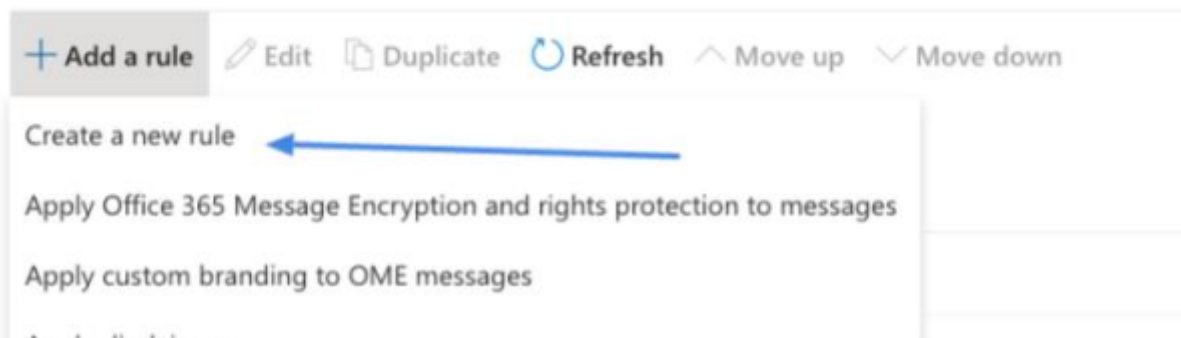 Add a rule Edit Duplicate Refresh Move up Move down
Create a new rule
Apply Office 365 Message Encryption and rights protection to messages
Apply custom branding to OME messages